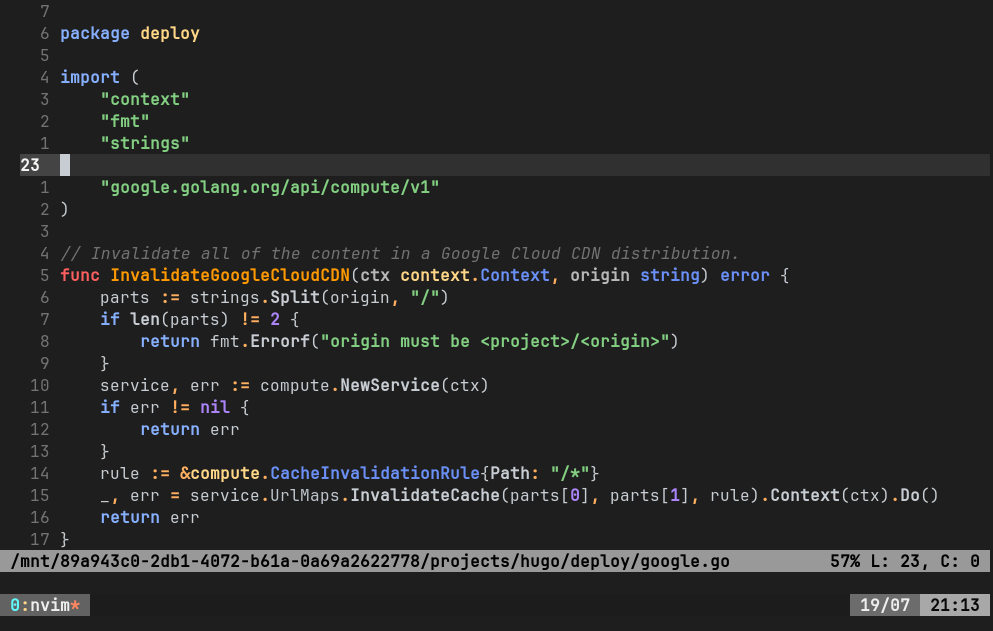 7
6 package deploy
5
4 import (
3     "context"
2     "fmt"
1     "strings"
23
1     "google.golang.org/api/compute/v1"
2 )
3
4 // Invalidate all of the content in a Google Cloud CDN distribution.
5 func InvalidateGoogleCloudCDN(ctx context.Context, origin string) error {
6     parts := strings.Split(origin, "/")
7     if len(parts) != 2 {
8         return fmt.Errorf("origin must be <project>/<origin>")
9     }
10     service, err := compute.NewService(ctx)
11     if err != nil {
12         return err
13     }
14     rule := &compute.CacheInvalidationRule{Path: "/*"}
15     _, err = service.UrlMaps.InvalidateCache(parts[0], parts[1], rule).Context(ctx).Do()
16     return err
17 }
/mnt/89a943c0-2db1-4072-b61a-0a69a2622778/projects/hugo/deploy/google.go 57% L: 23, C: 0
0:nvim* 19/07 21:13